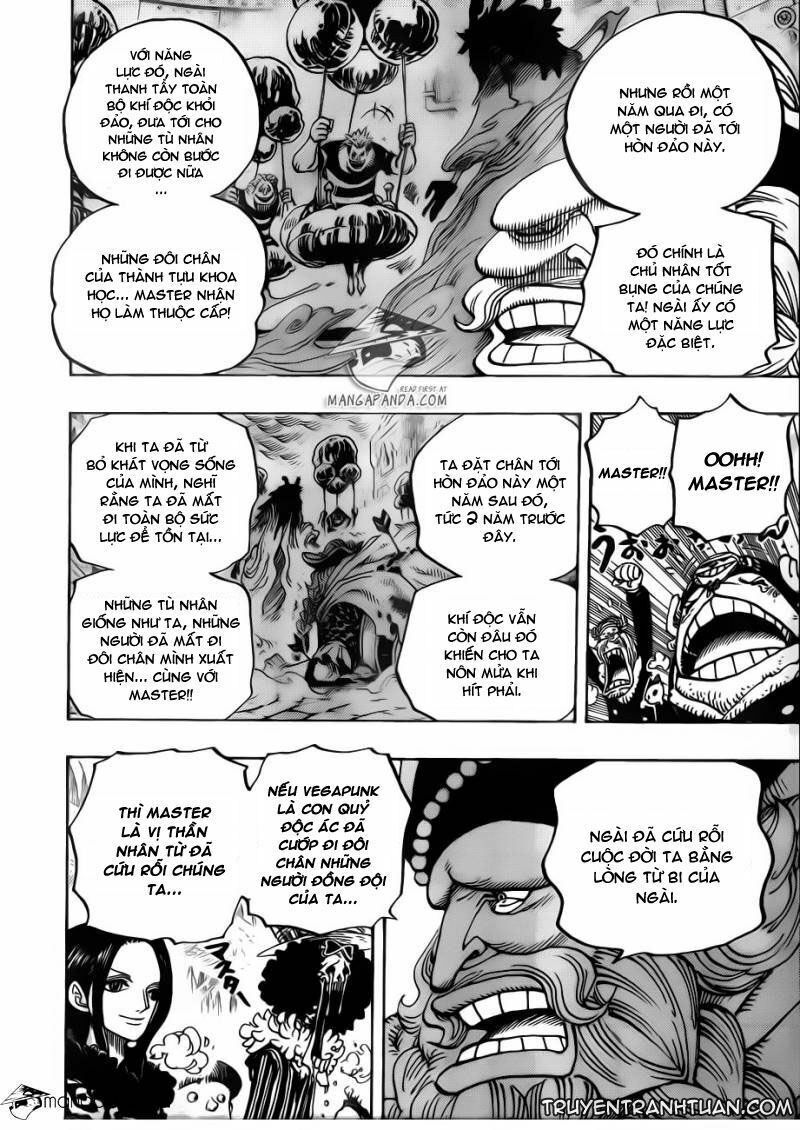 NHƯNG RỒI MỘT
NĂM QUA ĐI, CÓ
MỘT NGƯỜI ĐÃ TỚI
HÒN ĐẢO NÀY.
ĐÓ CHÍNH LÀ
CHỦ NHÂN TỐT
BỤNG CỦA CHÚNG
TA! NGÀI ẤY CÓ
MỘT NĂNG LỰC
ĐẶC BIỆT.
VỚI NĂNG
LỰC ĐÓ, NGÀI
THANH TẨY TOÀN
BỘ KHÍ ĐỘC KHỎI
ĐẢO, ĐƯA TỚI CHO
NHỮNG TÙ NHÂN
KHÔNG CÒN BƯỚC
ĐI ĐƯỢC NỮA
...
NHỮNG ĐÔI CHÂN
CỦA THÀNH TỰU KHOA
HỌC... MASTER NHÂN
HỌ LÀM THUỘC CẤP!
READ FIRST AT
MANGAPANDA.COM
OOHH!
MASTER!!
MASTER!!
うおお
TA ĐẶT CHÂN TỚI
HÒN ĐẢO NÀY MỘT
NĂM SAU ĐÓ,
TỨC 2 NĂM TRƯỚC
ĐÂY.
KHÍ ĐỘC VẪN
CÒN ĐÂU ĐÓ
KHIẾN CHO TA
NÔN MỬA KHI
HÍT PHẢI.
KHI TA ĐÃ TỪ
BỎ KHÁT VỌNG SỐNG
CỦA MÌNH, NGHĨ
RẰNG TA ĐÃ MẤT
ĐI TOÀN BỘ SỨC
LỰC ĐỂ TỒN TẠI...
NHỮNG TÙ NHÂN
GIỐNG NHƯ TA, NHỮNG
NGƯỜI ĐÃ MẤT ĐI
ĐÔI CHÂN MÌNH XUẤT
HIỆN... CÙNG VỚI
MASTER!!
NGÀI ĐÃ CỨU RỖI
CUỘC ĐỜI TA BẰNG
LÒNG TỪ BI CỦA
NGÀI.
NẾU VEGAPUNK
LÀ CON QUỶ
ĐỘC ÁC ĐÃ
CƯỚP ĐI ĐÔI
CHÂN NHỮNG
NGƯỜI ĐỒNG ĐỘI
CỦA TA...
THÌ MASTER
LÀ VỊ THẦN
NHÂN TỪ ĐÃ
CỨU RỖI CHÚNG
TA...
TRUYENTRANHTUAN.COM